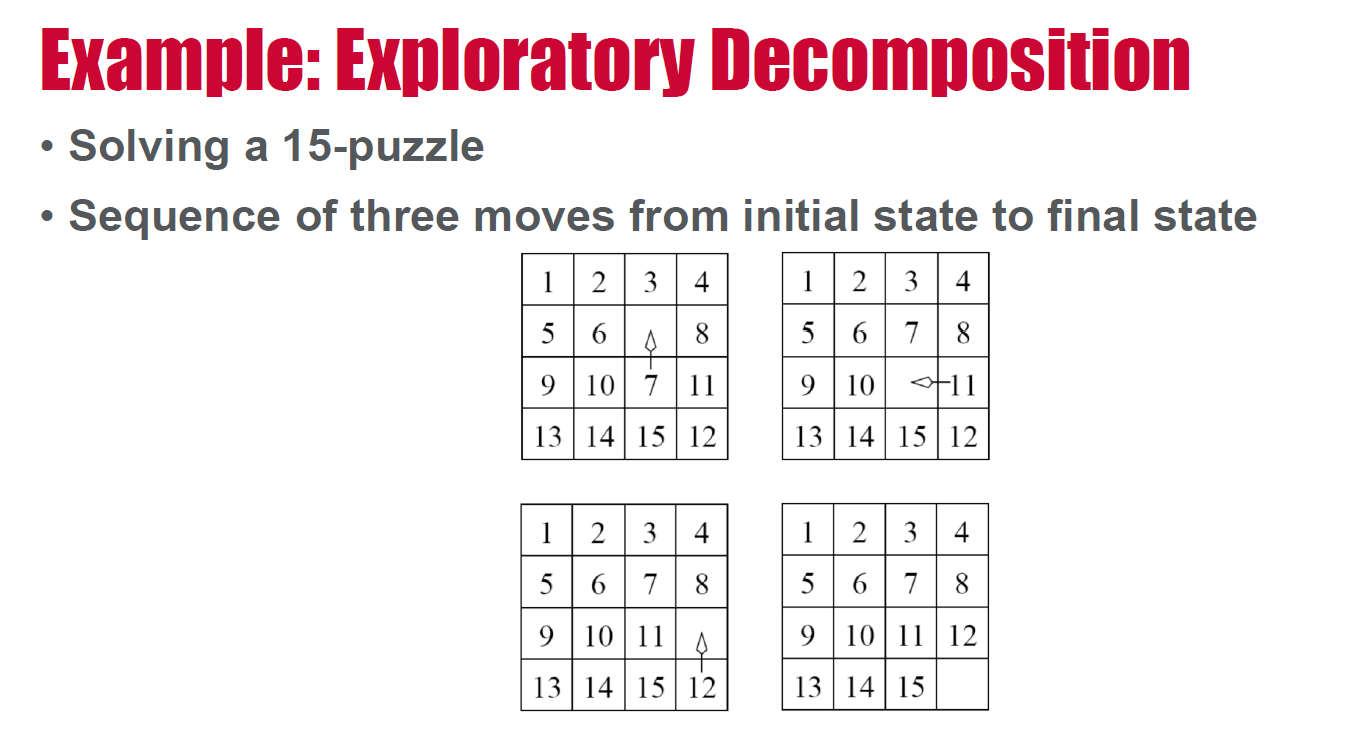 Example: Exploratory Decomposition
• Solving a 15-puzzle
• Sequence of three moves from initial state to final state
1 2 3 4
5 6 8
9 10 7 11
13 14 15 12
1 2 3 4
5 6 7 8
9 10 11
13 14 15 12
1 2 3 4
5 6 7 8
9 10 11
13 14 15 12
1 2 3 4
5 6 7 8
9 10 11 12
13 14 15